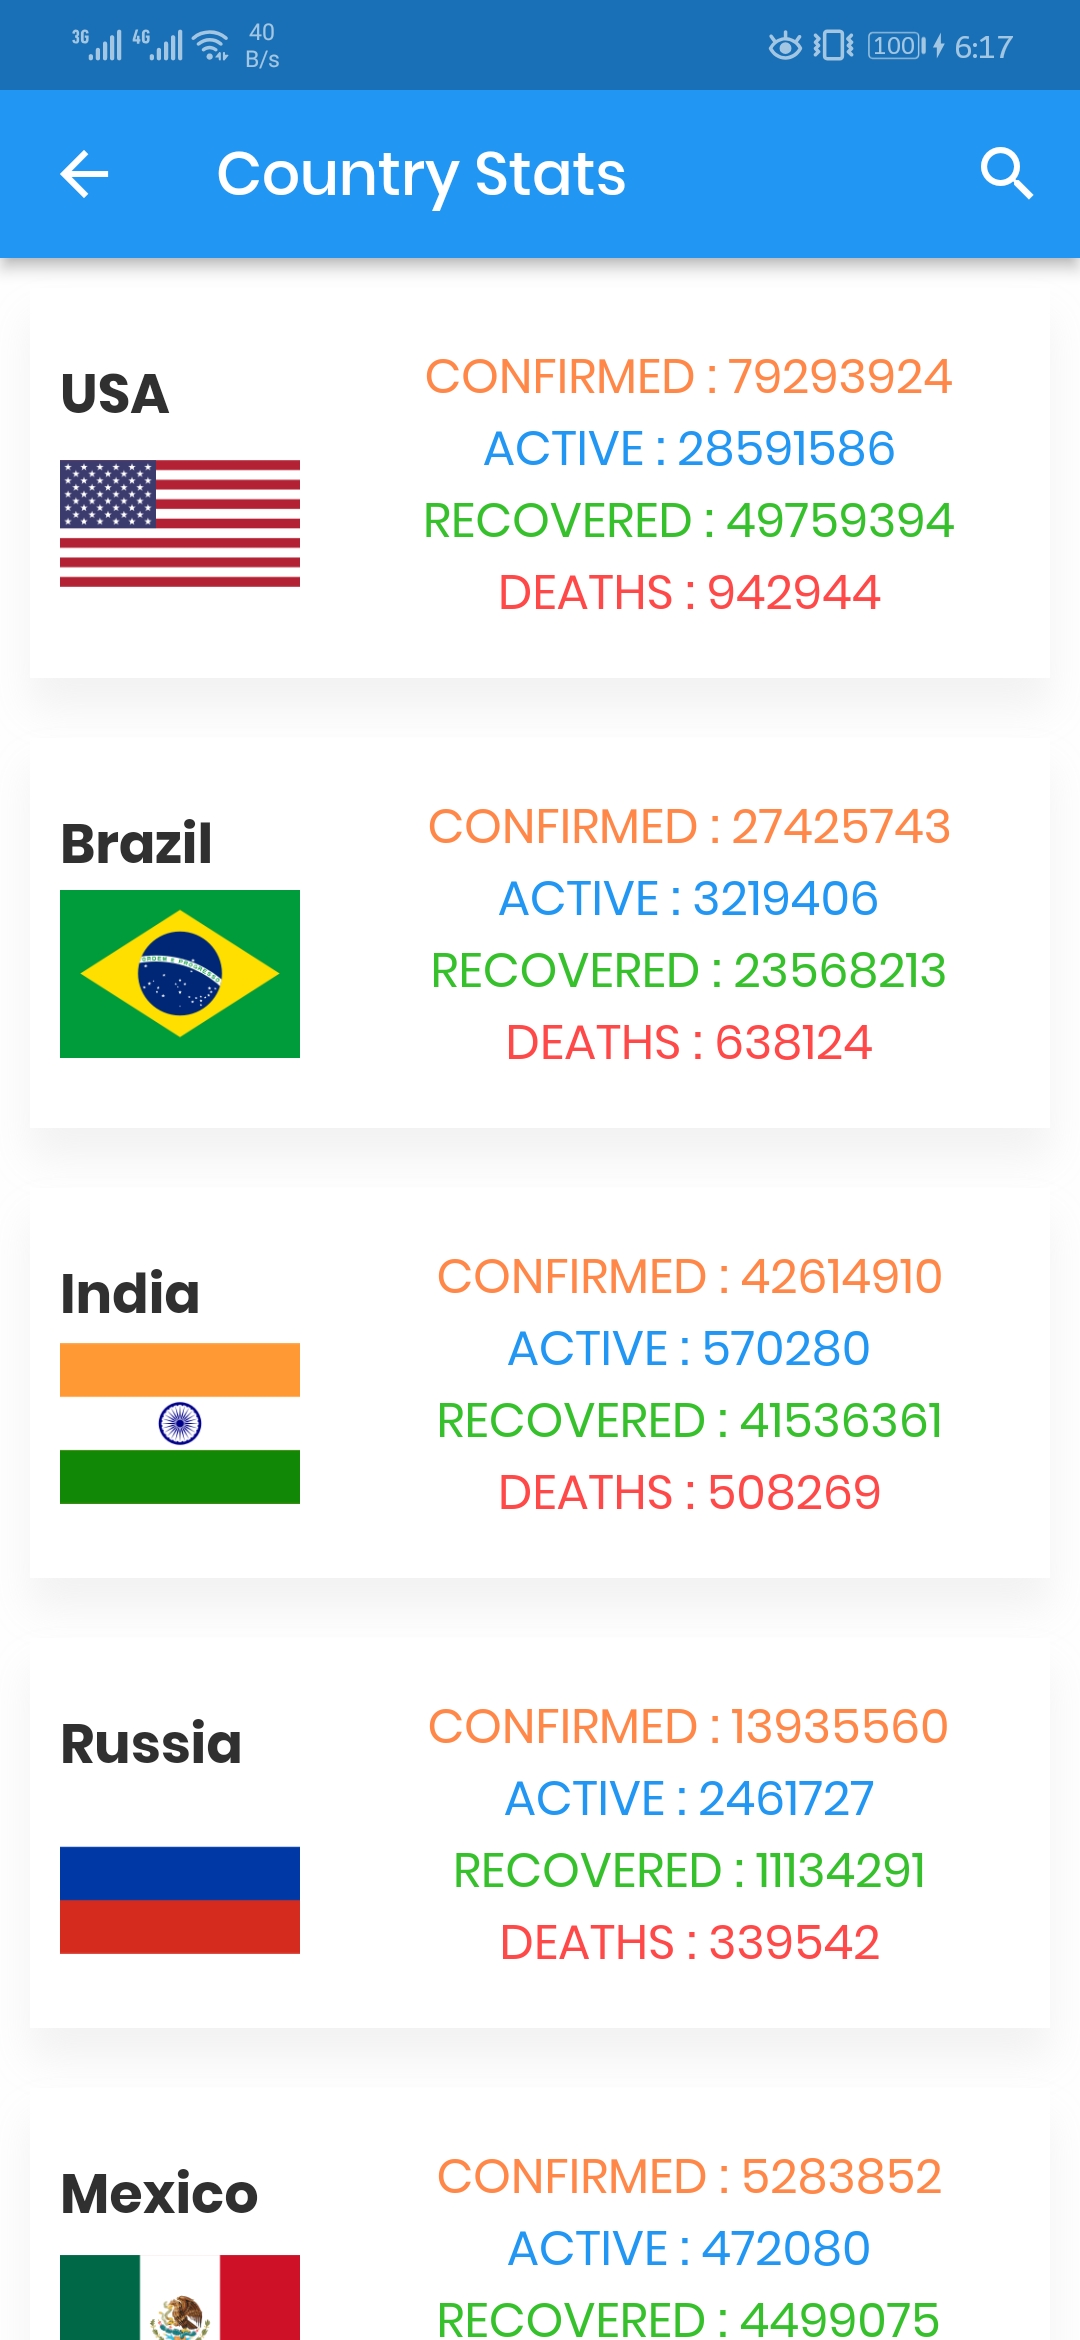 3G 4G 40 B/s 100 6:17
Country Stats
USA
CONFIRMED : 79293924
ACTIVE : 28591586
RECOVERED : 49759394
DEATHS : 942944
Brazil
CONFIRMED : 27425743
ACTIVE : 3219406
RECOVERED : 23568213
DEATHS : 638124
India
CONFIRMED : 42614910
ACTIVE : 570280
RECOVERED : 41536361
DEATHS : 508269
Russia
CONFIRMED : 13935560
ACTIVE : 2461727
RECOVERED : 11134291
DEATHS : 339542
Mexico
CONFIRMED : 5283852
ACTIVE : 472080
RECOVERED : 4499075